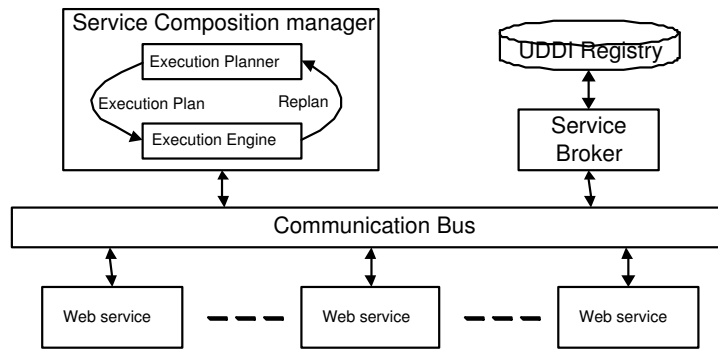 Service Composition manager
Execution Planner
Execution Plan
Replan
Execution Engine
UDDI Registry
Service
Broker
Communication Bus
Web service
Web service
Web service